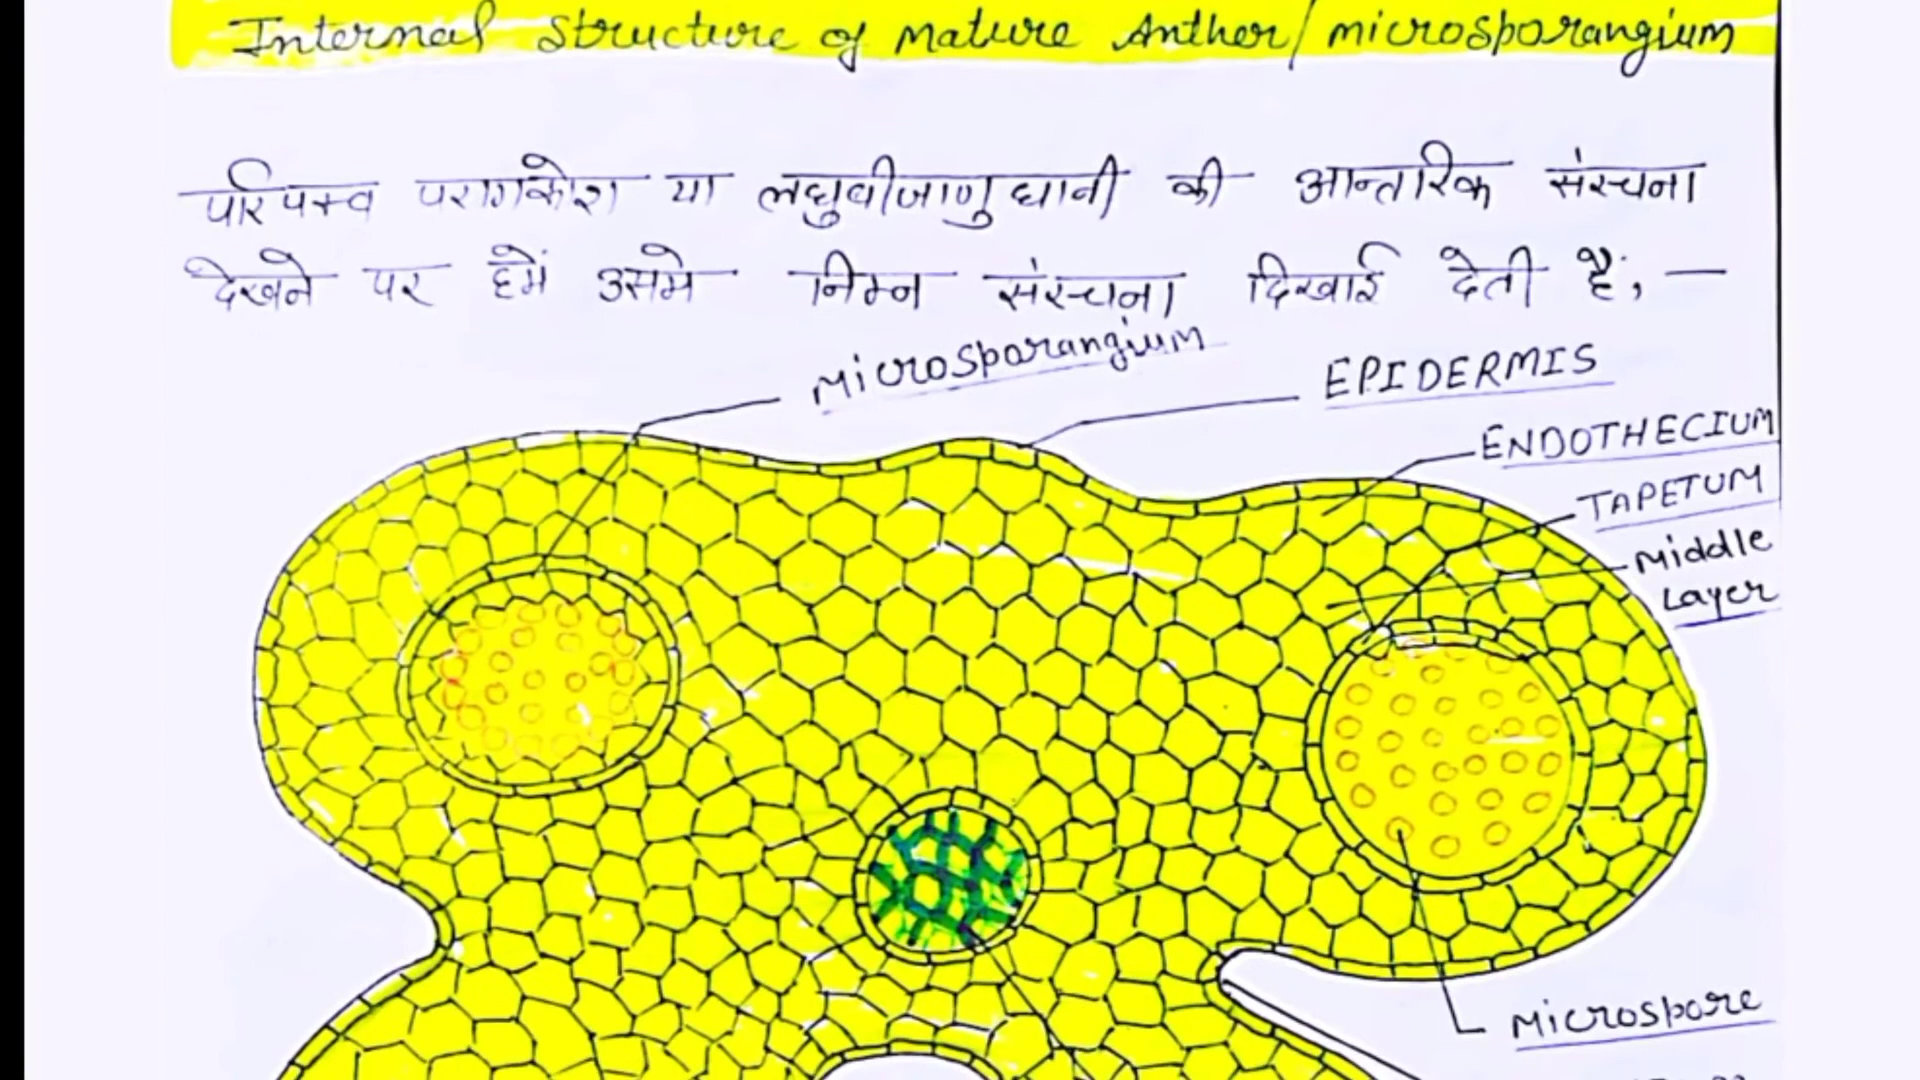 Internal Structure of Mature Anther/microsporangium
परिपक्व परागकोश या लघुबीजाणुधानी की आन्तरिक संरचना
देखने पर हमें उसमे निम्न संरचना दिखाई देती है; —
Microsporangium
EPIDERMIS
ENDOTHECIUM
TAPETUM
Middle
Layer
Microspore